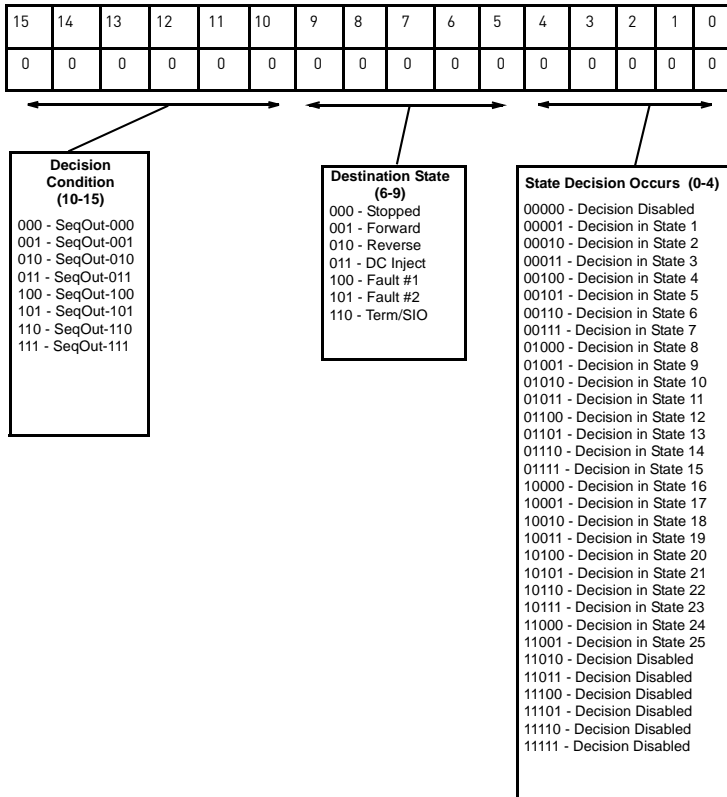 15 14 13 12 11 10 9 8 7 6 5 4 3 2 1 0
0 0 0 0 0 0 0 0 0 0 0 0 0 0 0 0
Decision
Condition
(10-15)
000 - SeqOut-000
001 - SeqOut-001
010 - SeqOut-010
011 - SeqOut-011
100 - SeqOut-100
101 - SeqOut-101
110 - SeqOut-110
111 - SeqOut-111
Destination State
(6-9)
000 - Stopped
001 - Forward
010 - Reverse
011 - DC Inject
100 - Fault #1
101 - Fault #2
110 - Term/SIO
State Decision Occurs (0-4)
00000 - Decision Disabled
00001 - Decision in State 1
00010 - Decision in State 2
00011 - Decision in State 3
00100 - Decision in State 4
00101 - Decision in State 5
00110 - Decision in State 6
00111 - Decision in State 7
01000 - Decision in State 8
01001 - Decision in State 9
01010 - Decision in State 10
01011 - Decision in State 11
01100 - Decision in State 12
01101 - Decision in State 13
01110 - Decision in State 14
01111 - Decision in State 15
10000 - Decision in State 16
10001 - Decision in State 17
10010 - Decision in State 18
10011 - Decision in State 19
10100 - Decision in State 20
10101 - Decision in State 21
10110 - Decision in State 22
10111 - Decision in State 23
11000 - Decision in State 24
11001 - Decision in State 25
11010 - Decision Disabled
11011 - Decision Disabled
11100 - Decision Disabled
11101 - Decision Disabled
11110 - Decision Disabled
11111 - Decision Disabled